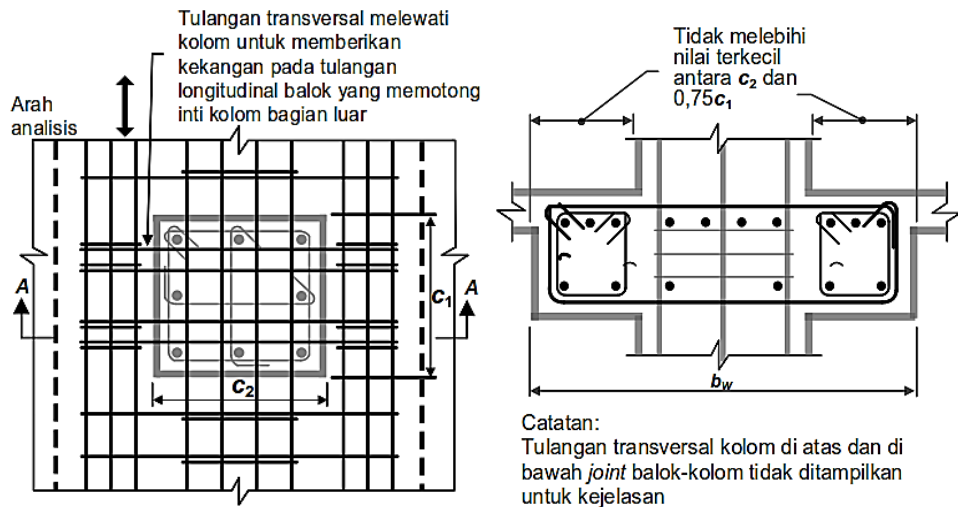 Tulangan transversal melewati
kolom untuk memberikan
kekangan pada tulangan
longitudinal balok yang memotong
inti kolom bagian luar
Arah
analisis
A
A
c1
c2
Tidak melebihi
nilai terkecil
antara c2 dan
0,75c1
bw
Catatan:
Tulangan transversal kolom di atas dan di
bawah joint balok-kolom tidak ditampilkan
untuk kejelasan